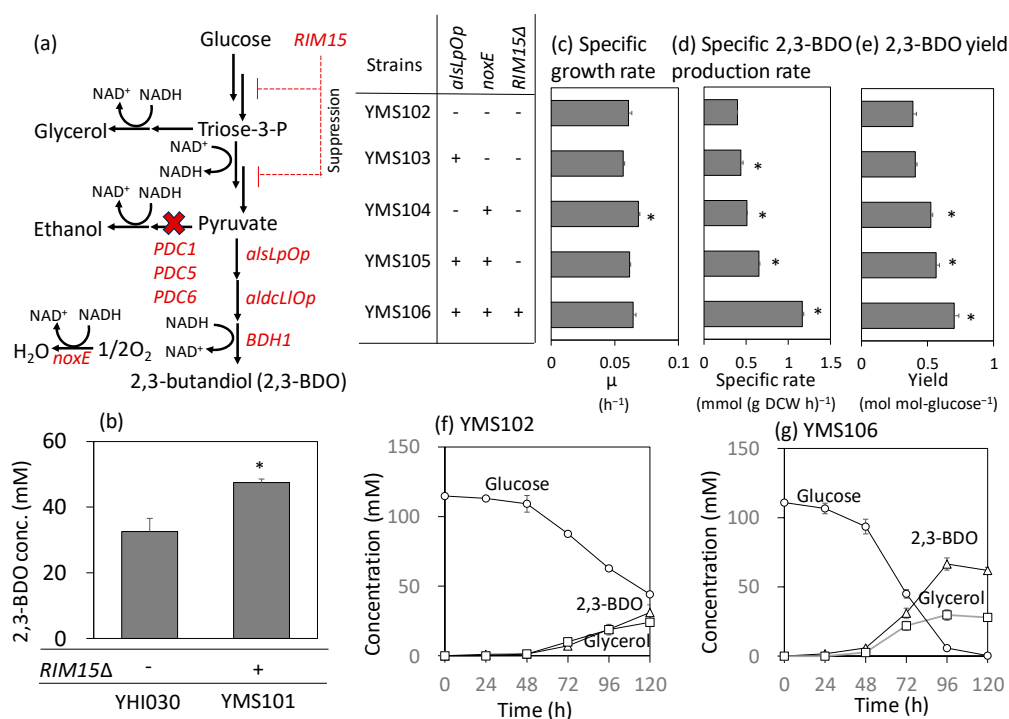 (a)
Glucose
RIM15
NAD⁺ NADH
Glycerol
Triose-3-P
Suppression
NAD⁺
NADH
NAD⁺ NADH
Ethanol
Pyruvate
PDC1
PDC5
PDC6
alsLpOp
aldcLlOp
NADH
NAD⁺
BDH1
NAD⁺ NADH
H₂O
noxE
1/2O₂
2,3-butandiol (2,3-BDO)
Strains
alsLpOp
noxE
RIM15Δ
YMS102 - - -
YMS103 + - -
YMS104 - + -
YMS105 + + -
YMS106 + + +
(c) Specific
growth rate
*
0 0.05 0.1
μ
(h⁻¹)
(d) Specific 2,3-BDO
production rate
*
*
*
*
0 0.5 1 1.5
Specific rate
(mmol (g DCW h)⁻¹)
(e) 2,3-BDO yield
*
*
*
0 0.5 1
Yield
(mol mol-glucose⁻¹)
(b)
2,3-BDO conc. (mM)
60
40
20
0
*
RIM15Δ - +
YHI030 YMS101
(f) YMS102
Concentration (mM)
150
100
50
0
Glucose
2,3-BDO
Glycerol
0 24 48 72 96 120
Time (h)
(g) YMS106
Concentration (mM)
150
100
50
0
Glucose
2,3-BDO
Glycerol
0 24 48 72 96 120
Time (h)